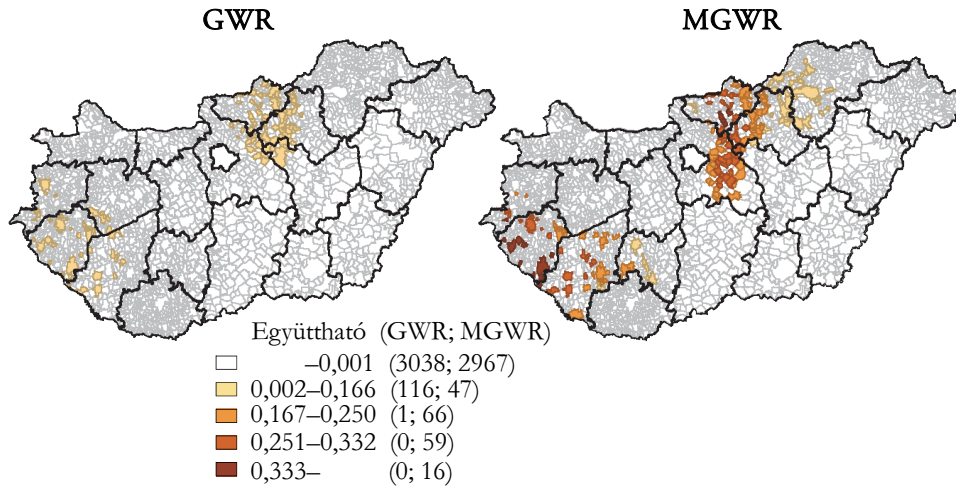 GWR MGWR
Együttható (GWR; MGWR)
–0,001 (3038; 2967)
0,002–0,166 (116; 47)
0,167–0,250 (1; 66)
0,251–0,332 (0; 59)
0,333– (0; 16)